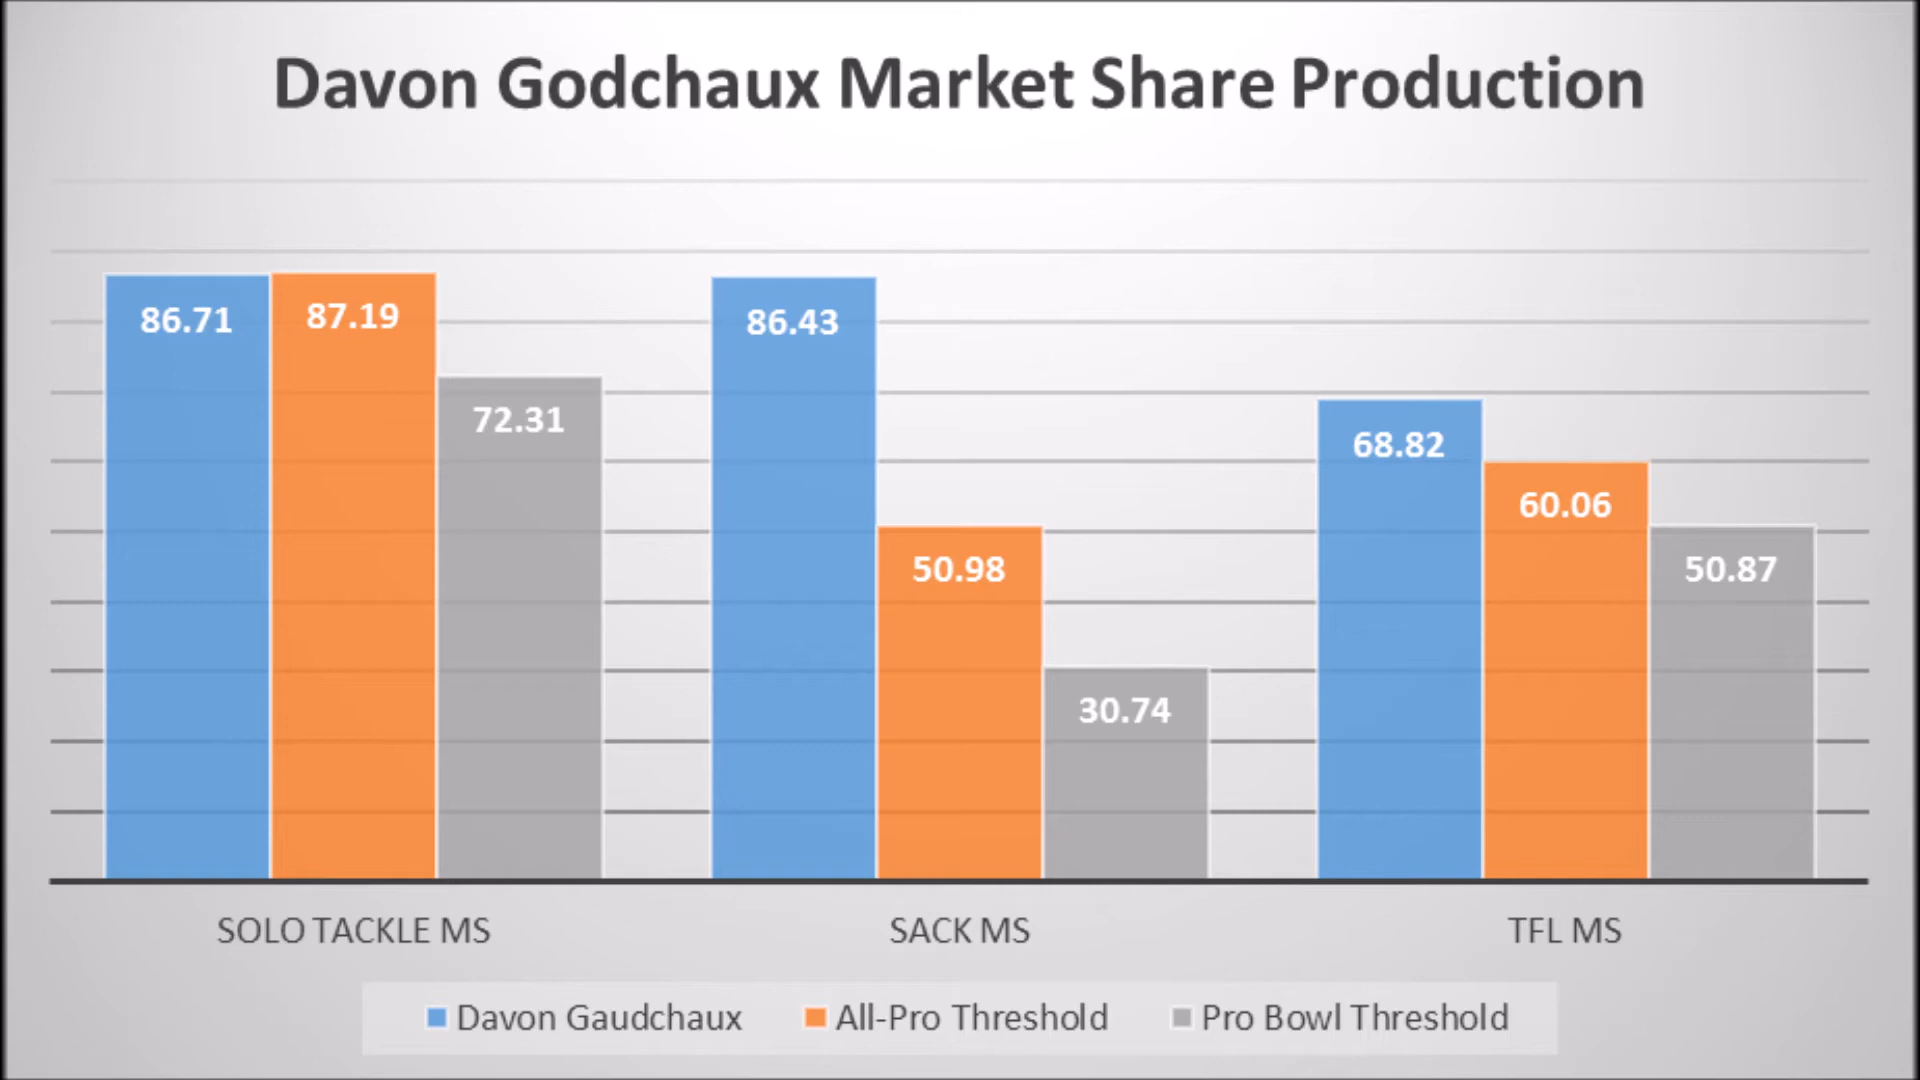 Davon Godchaux Market Share Production
86.71 87.19 72.31 86.43 50.98 30.74 68.82 60.06 50.87
SOLO TACKLE MS SACK MS TFL MS
Davon Gaudchaux All-Pro Threshold Pro Bowl Threshold